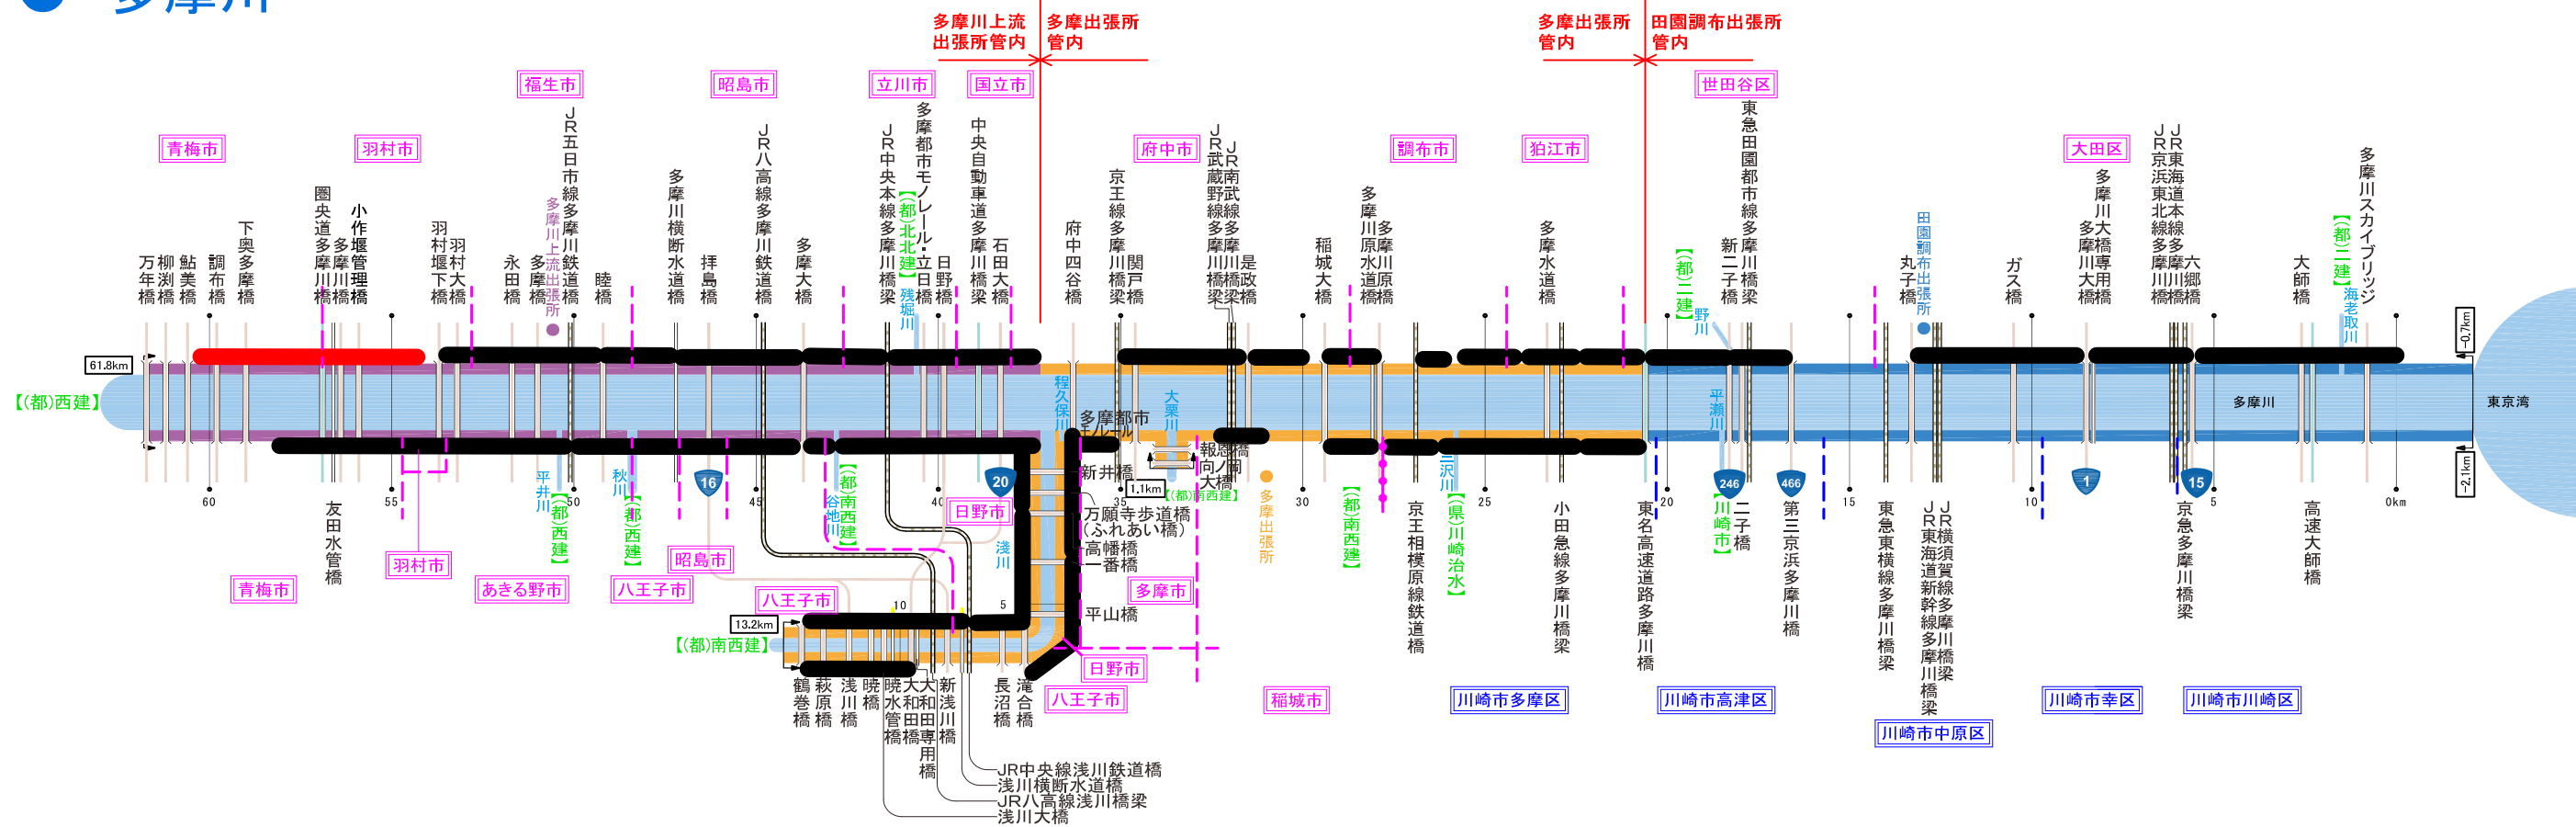 多摩川
多摩川上流
出張所管内
多摩出張所
管内
多摩出張所
管内
田園調布出張所
管内
福生市
昭島市
立川市
国立市
世田谷区
青梅市
羽村市
府中市
調布市
狛江市
大田区
万年橋
柳渕橋
鮎美橋
調布橋
下奥多摩橋
圏央道多摩川橋
多摩川橋
小作堰管理橋
羽村堰下橋
羽村大橋
永田橋
多摩橋
多摩川上流出張所
JR五日市線多摩川鉄道橋
睦橋
多摩川横断水道橋
拝島橋
JR八高線多摩川鉄道橋
多摩大橋
JR中央本線多摩川橋梁
【(都)北北建】
残堀川
多摩都市モノレール・立日橋
日野橋
中央自動車道多摩川橋梁
石田大橋
府中四谷橋
京王線多摩川橋梁
関戸橋
JR武蔵野線多摩川橋梁
JR南武線多摩川橋梁
是政橋
稲城大橋
多摩川原水道橋
多摩川原橋
多摩水道橋
【(都)二建】
野川
新二子橋
東急田園都市線多摩川橋梁
丸子橋
田園調布出張所
ガス橋
多摩川大橋
多摩川大橋専用橋
JR京浜東北線多摩川橋
JR東海道本線多摩川橋
六郷橋
大師橋
【(都)二建】
海老取川
多摩川スカイブリッジ
61.8km
-0.7km
【(都)西建】
多摩川
東京湾
-2.1km
程久保川
大栗川
平瀬川
多摩都市
モノレール
報恩橋
向ノ岡
大橋
1.1km
【(都)南西建】
新井橋
万願寺歩道橋
(ふれあい橋)
高幡橋
一番橋
平山橋
60
55
50
45
40
35
30
25
20
15
10
5
0km
16
20
246
466
1
15
友田水管橋
平井川
【(都)西建】
秋川
【(都)西建】
谷地川
【(都)南西建】
浅川
日野市
多摩出張所
【(都)南西建】
三沢川
【(県)川崎治水】
京王相模原線鉄道橋
小田急線多摩川橋梁
東名高速道路多摩川橋
【川崎市】
二子橋
第三京浜多摩川橋
東急東横線多摩川橋梁
JR東海道新幹線多摩川橋梁
JR横須賀線多摩川橋梁
京急多摩川橋梁
高速大師橋
羽村市
青梅市
あきる野市
八王子市
昭島市
八王子市
多摩市
日野市
八王子市
稲城市
川崎市多摩区
川崎市高津区
川崎市中原区
川崎市幸区
川崎市川崎区
13.2km
10
5
【(都)南西建】
鶴巻橋
萩原橋
浅川橋
暁橋
暁水管橋
大和田橋
大和田専用橋
新浅川橋
長沼橋
滝合橋
JR中央線浅川鉄道橋
浅川横断水道橋
JR八高線浅川橋梁
浅川大橋